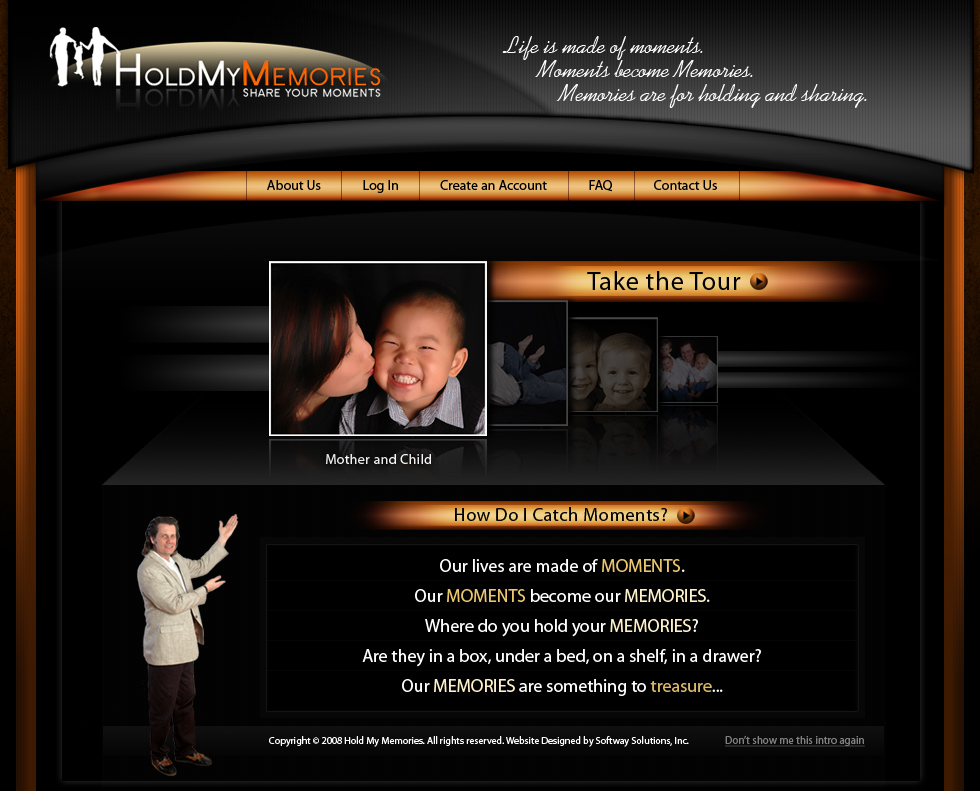 HOLDMYMEMORIES
SHARE YOUR MOMENTS
Life is made of moments.
Moments become Memories.
Memories are for holding and sharing.
About Us Log In Create an Account FAQ Contact Us
Take the Tour
Mother and Child
How Do I Catch Moments?
Our lives are made of MOMENTS.
Our MOMENTS become our MEMORIES.
Where do you hold your MEMORIES?
Are they in a box, under a bed, on a shelf, in a drawer?
Our MEMORIES are something to treasure...
Copyright © 2008 Hold My Memories. All rights reserved. Website Designed by Softway Solutions, Inc.
Don't show me this intro again